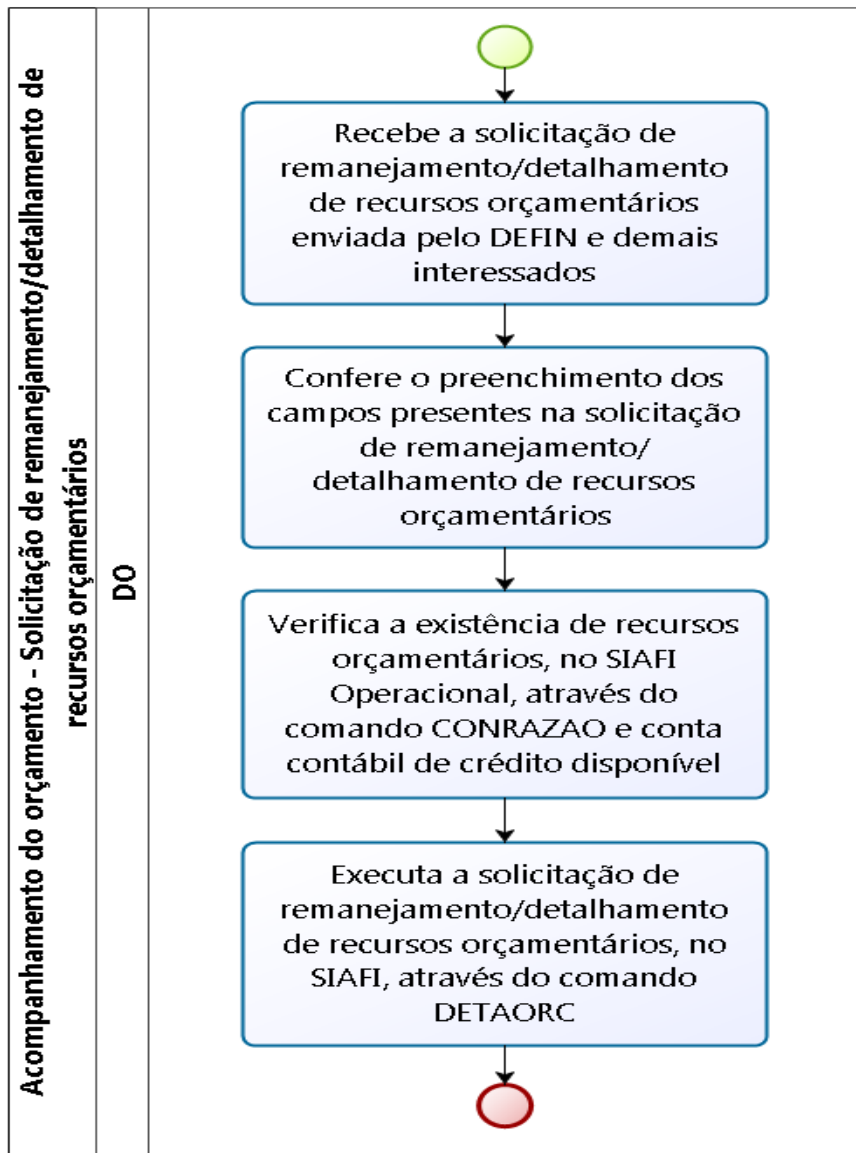 Acompanhamento do orçamento - Solicitação de remanejamento/detalhamento de
recursos orçamentários
DO
Recebe a solicitação de
remanejamento/detalhamento
de recursos orçamentários
enviada pelo DEFIN e demais
interessados
Confere o preenchimento dos
campos presentes na solicitação
de remanejamento/
detalhamento de recursos
orçamentários
Verifica a existência de recursos
orçamentários, no SIAFI
Operacional, através do
comando CONRAZAO e conta
contábil de crédito disponível
Executa a solicitação de
remanejamento/detalhamento
de recursos orçamentários, no
SIAFI, através do comando
DETAORC